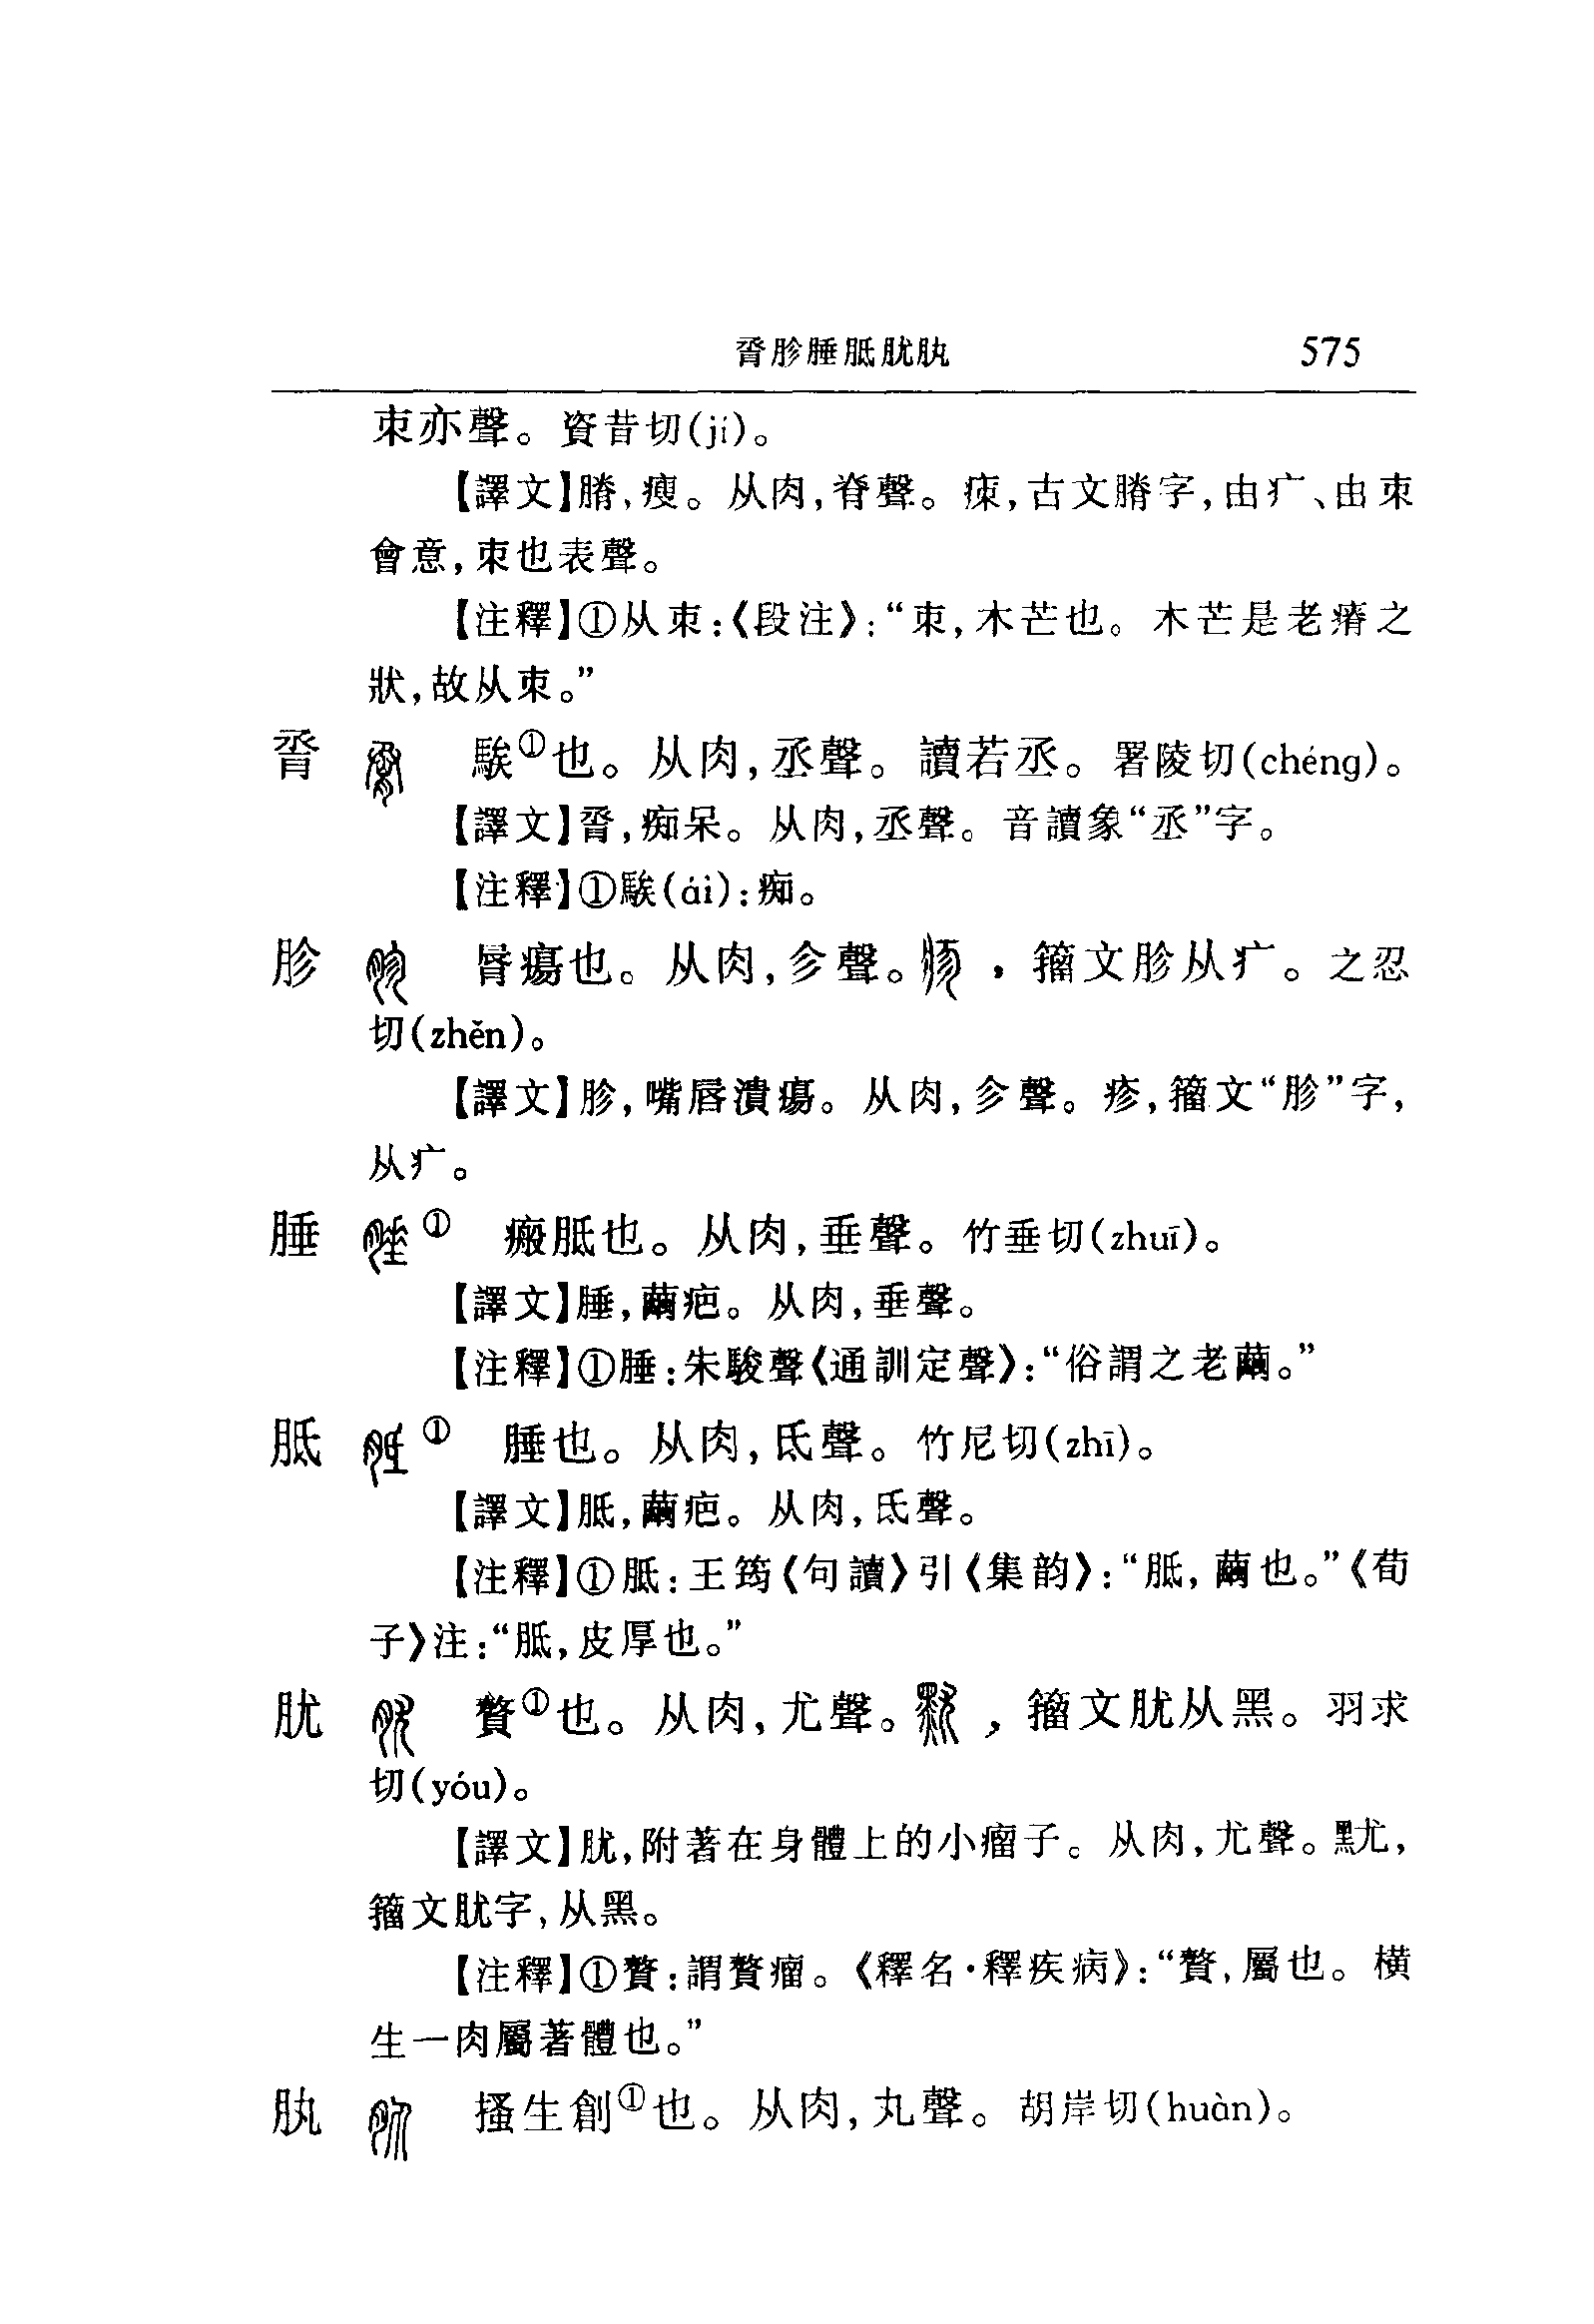 脀胗腄胝肬肒 575
朿亦聲。資昔切(jí)。
【譯文】膌,瘦。从肉,脊聲。㾊,古文膌字,由疒、由朿
會意,朿也表聲。
【注釋】①从朿:《段注》:“朿,木芒也。木芒是老瘠之
狀,故从朿。”
脀 騃①也。从肉,丞聲。讀若丞。署陵切(chéng)。
【譯文】脀,痴呆。从肉,丞聲。音讀象“丞”字。
【注釋】①騃(ái):痴。
胗 脣瘍也。从肉,㐱聲。,籀文胗从疒。之忍
切(zhěn)。
【譯文】胗,嘴唇潰瘍。从肉,㐱聲。疹,籀文“胗”字,
从疒。
腄 ① 瘢胝也。从肉,垂聲。竹垂切(zhuī)。
【譯文】腄,繭疤。从肉,垂聲。
【注釋】①腄:朱駿聲《通訓定聲》:“俗謂之老繭。”
胝 ① 腄也。从肉,氐聲。竹尼切(zhī)。
【譯文】胝,繭疤。从肉,氐聲。
【注釋】①胝:王筠《句讀》引《集韵》:“胝,繭也。”《荀
子》注:“胝,皮厚也。”
肬 贅①也。从肉,尤聲。,籀文肬从黑。羽求
切(yóu)。
【譯文】肬,附著在身體上的小瘤子。从肉,尤聲。黓,
籀文肬字,从黑。
【注釋】①贅:謂贅瘤。《釋名·釋疾病》:“贅,屬也。橫
生一肉屬著體也。”
肒 搔生創①也。从肉,丸聲。胡岸切(huàn)。